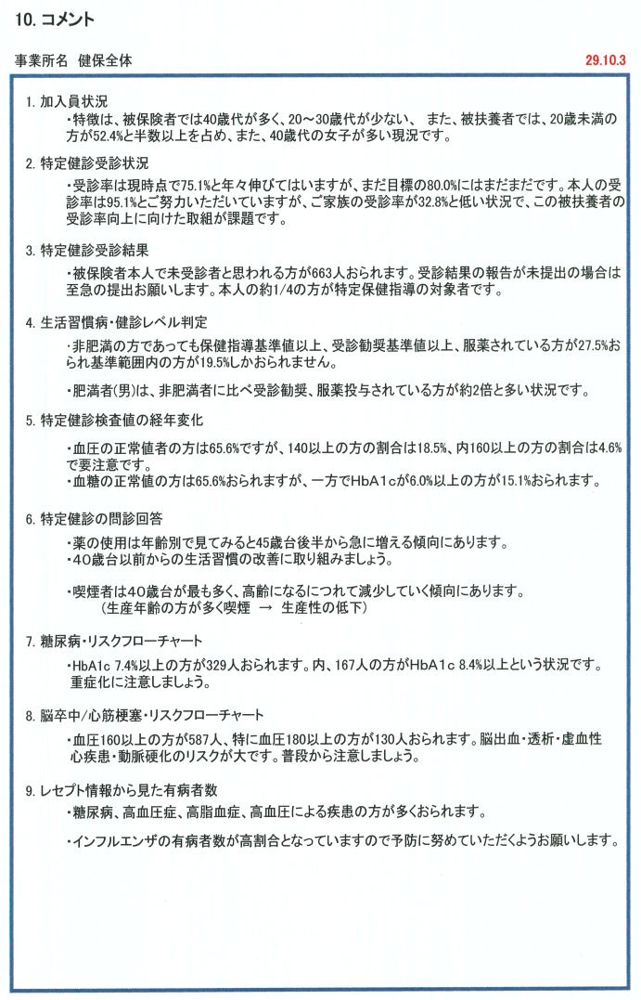 10. コメント
事業所名　健保全体
29.10.3
1. 加入員状況
・特徴は、被保険者では40歳代が多く、20～30歳代が少ない、　また、被扶養者では、20歳未満の
方が52.4%と半数以上を占め、また、40歳代の女子が多い現況です。
2. 特定健診受診状況
・受診率は現時点で75.1%と年々伸びてはいますが、まだ目標の80.0%にはまだまだです。本人の受
診率は95.1%とご努力いただいていますが、ご家族の受診率が32.8%と低い状況で、この被扶養者の
受診率向上に向けた取組が課題です。
3. 特定健診受診結果
・被保険者本人で未受診者と思われる方が663人おられます。受診結果の報告が未提出の場合は
至急の提出お願いします。本人の約1/4の方が特定保健指導の対象者です。
4. 生活習慣病・健診レベル判定
・非肥満の方であっても保健指導基準値以上、受診勧奨基準値以上、服薬されている方が27.5%お
られ基準範囲内の方が19.5%しかおられません。
・肥満者(男)は、非肥満者に比べ受診勧奨、服薬投与されている方が約2倍と多い状況です。
5. 特定健診検査値の経年変化
・血圧の正常値者の方は65.6%ですが、140以上の方の割合は18.5%、内160以上の方の割合は4.6%
で要注意です。
・血糖の正常値の方は65.6%おられますが、一方でHbA1cが6.0%以上の方が15.1%おられます。
6. 特定健診の問診回答
・薬の使用は年齢別で見てみると45歳台後半から急に増える傾向にあります。
・４０歳台以前からの生活習慣の改善に取り組みましょう。
・喫煙者は４０歳台が最も多く、高齢になるにつれて減少していく傾向にあります。
（生産年齢の方が多く喫煙　→　生産性の低下）
7. 糖尿病・リスクフローチャート
・HbA1c 7.4%以上の方が329人おられます。内、167人の方がHbA1c 8.4%以上という状況です。
重症化に注意しましょう。
8. 脳卒中/心筋梗塞・リスクフローチャート
・血圧160以上の方が587人、特に血圧180以上の方が130人おられます。脳出血・透析・虚血性
心疾患・動脈硬化のリスクが大です。普段から注意しましょう。
9. レセプト情報から見た有病者数
・糖尿病、高血圧症、高脂血症、高血圧による疾患の方が多くおられます。
・インフルエンザの有病者数が高割合となっていますので予防に努めていただくようお願いします。